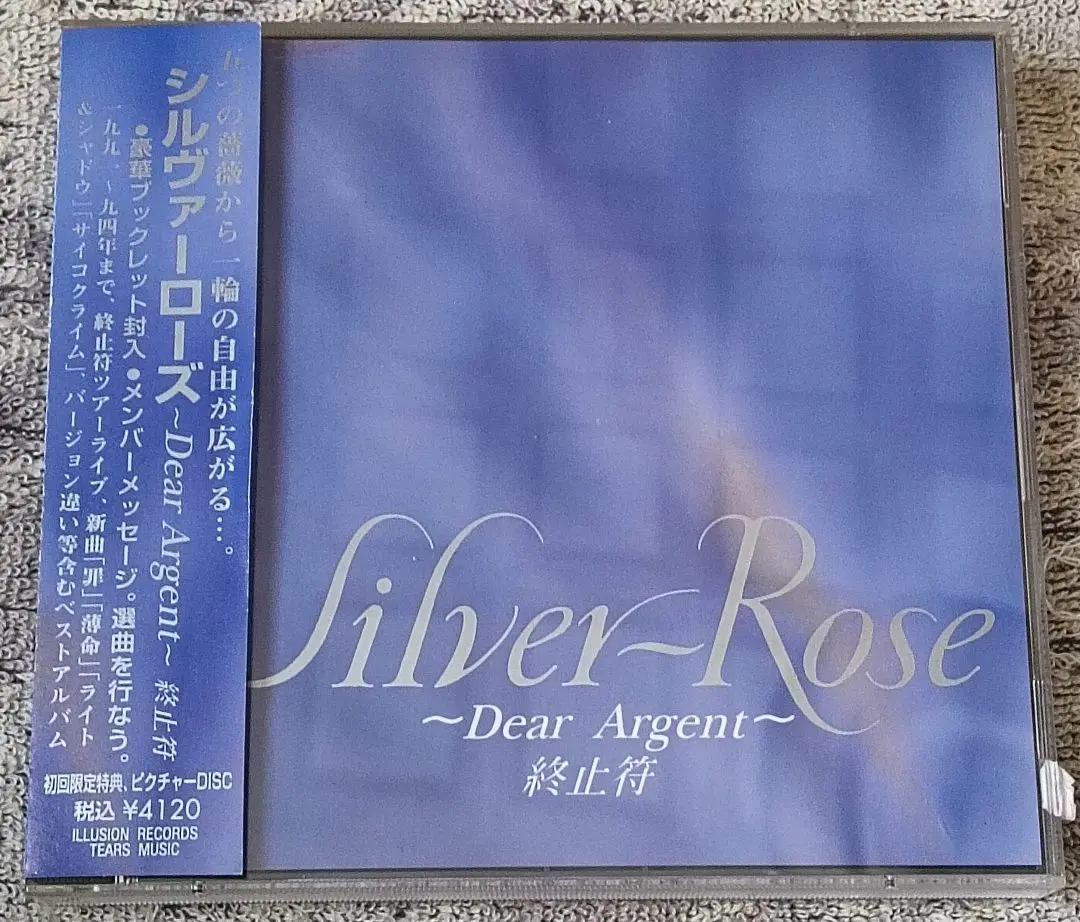 五つの薔薇から一輪の自由が広がる…。
シルヴァーローズ～Dear Argent～ 終止符
●豪華ブックレット封入●メンバーメッセージ。選曲を行なう。
一九九一～九四年まで、終止符ツアーライブ、新曲「罪」「薄命」「ライト
&シャドウ」「サイコクライム」、バージョン違い等含むベストアルバム
初回限定特典、ピクチャーDISC
税込 ¥4120
ILLUSION RECORDS
TEARS MUSIC
Silver~Rose
～Dear Argent～
終止符